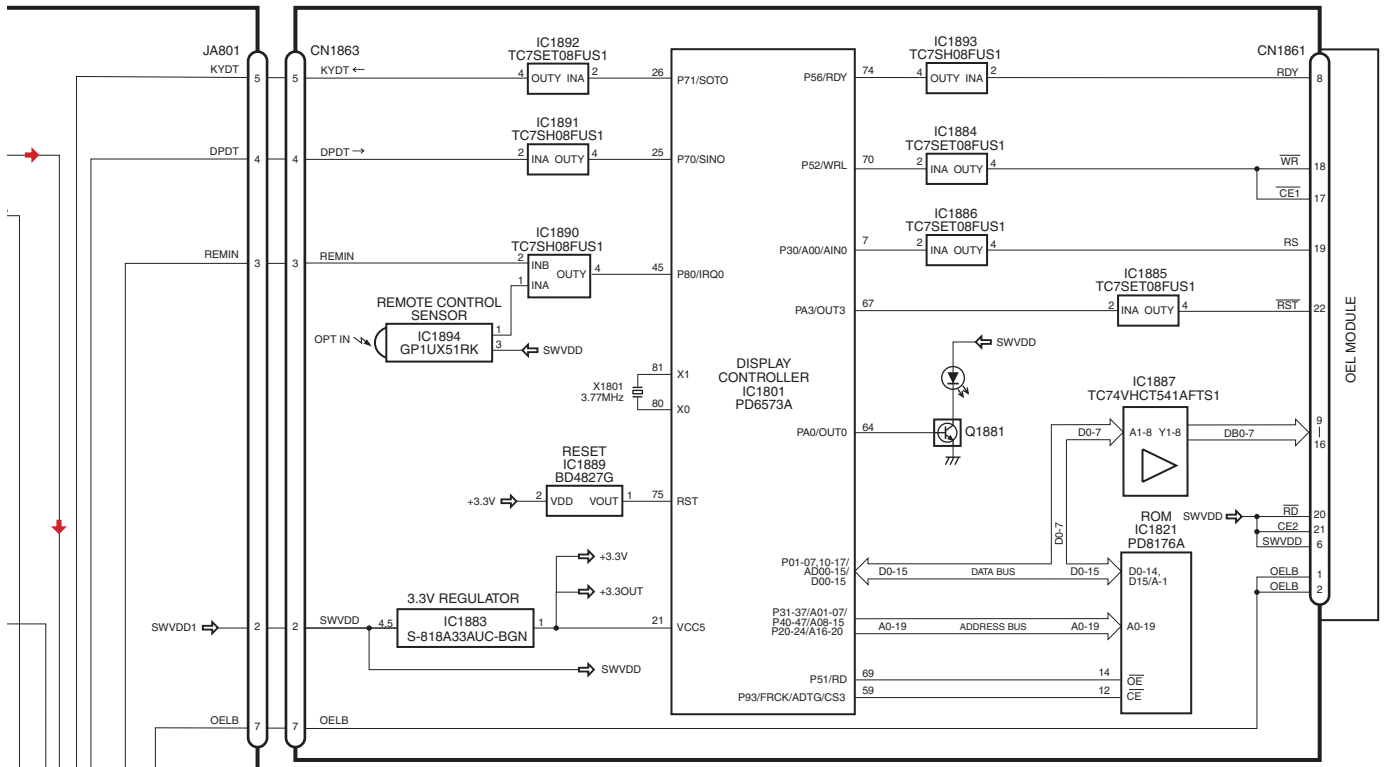 JA801
CN1863
KYDT
5
5
KYDT ←
IC1892
TC7SET08FUS1
4
OUTY INA
2
26
P71/SOTO
DPDT
4
4
DPDT →
IC1891
TC7SH08FUS1
2
INA OUTY
4
25
P70/SINO
REMIN
3
3
REMIN
IC1890
TC7SH08FUS1
2
INB
OUTY
1
INA
4
45
P80/IRQ0
REMOTE CONTROL
SENSOR
OPT IN
IC1894
GP1UX51RK
1
3
SWVDD
X1801
3.77MHz
81
X1
80
X0
RESET
IC1889
BD4827G
+3.3V
2
VDD VOUT
1
75
RST
+3.3V
+3.3OUT
3.3V REGULATOR
SWVDD1
2
2
SWVDD
4,5
IC1883
S-818A33AUC-BGN
1
21
VCC5
SWVDD
OELB
7
7
OELB
DISPLAY
CONTROLLER
IC1801
PD6573A
P56/RDY
74
IC1893
TC7SH08FUS1
4
OUTY INA
2
RDY
8
CN1861
P52/WRL
70
IC1884
TC7SET08FUS1
2
INA OUTY
4
WR
18
CE1
17
P30/A00/AIN0
7
IC1886
TC7SET08FUS1
2
INA OUTY
4
RS
19
PA3/OUT3
67
IC1885
TC7SET08FUS1
2
INA OUTY
4
RST
22
OEL MODULE
SWVDD
PA0/OUT0
64
Q1881
IC1887
TC74VHCT541AFTS1
D0-7
A1-8 Y1-8
DB0-7
9
16
D0-7
SWVDD
RD
20
CE2
21
SWVDD
6
ROM
IC1821
PD8176A
P01-07,10-17/
AD00-15/
D00-15
D0-15
DATA BUS
D0-15
D0-14,
D15/A-1
OELB
1
OELB
2
P31-37/A01-07/
P40-47/A08-15
P20-24/A16-20
A0-19
ADDRESS BUS
A0-19
A0-19
P51/RD
69
14
OE
P93/FRCK/ADTG/CS3
59
12
CE